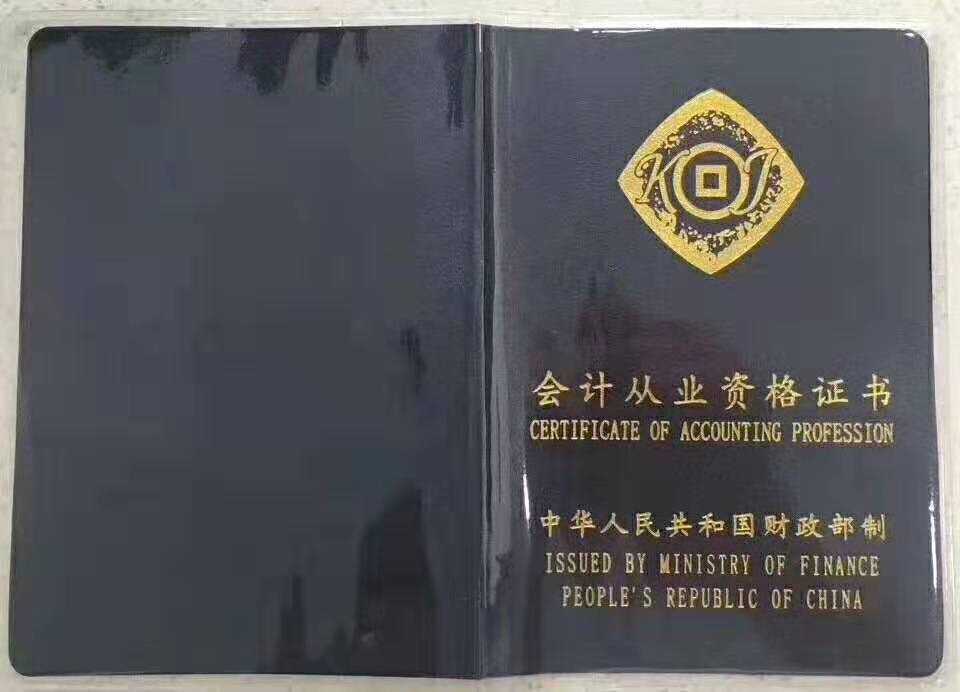 KJ
会计从业资格证书
CERTIFICATE OF ACCOUNTING PROFESSION
中华人民共和国财政部制
ISSUED BY MINISTRY OF FINANCE
PEOPLE'S REPUBLIC OF CHINA